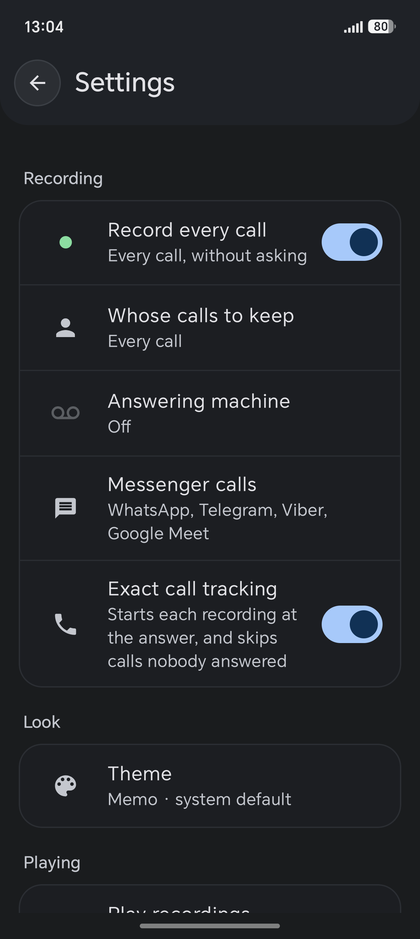 13:04
80
Settings
Recording
Record every call
Every call, without asking
Whose calls to keep
Every call
Answering machine
Off
Messenger calls
WhatsApp, Telegram, Viber,
Google Meet
Exact call tracking
Starts each recording at
the answer, and skips
calls nobody answered
Look
Theme
Memo · system default
Playing
Play recordings